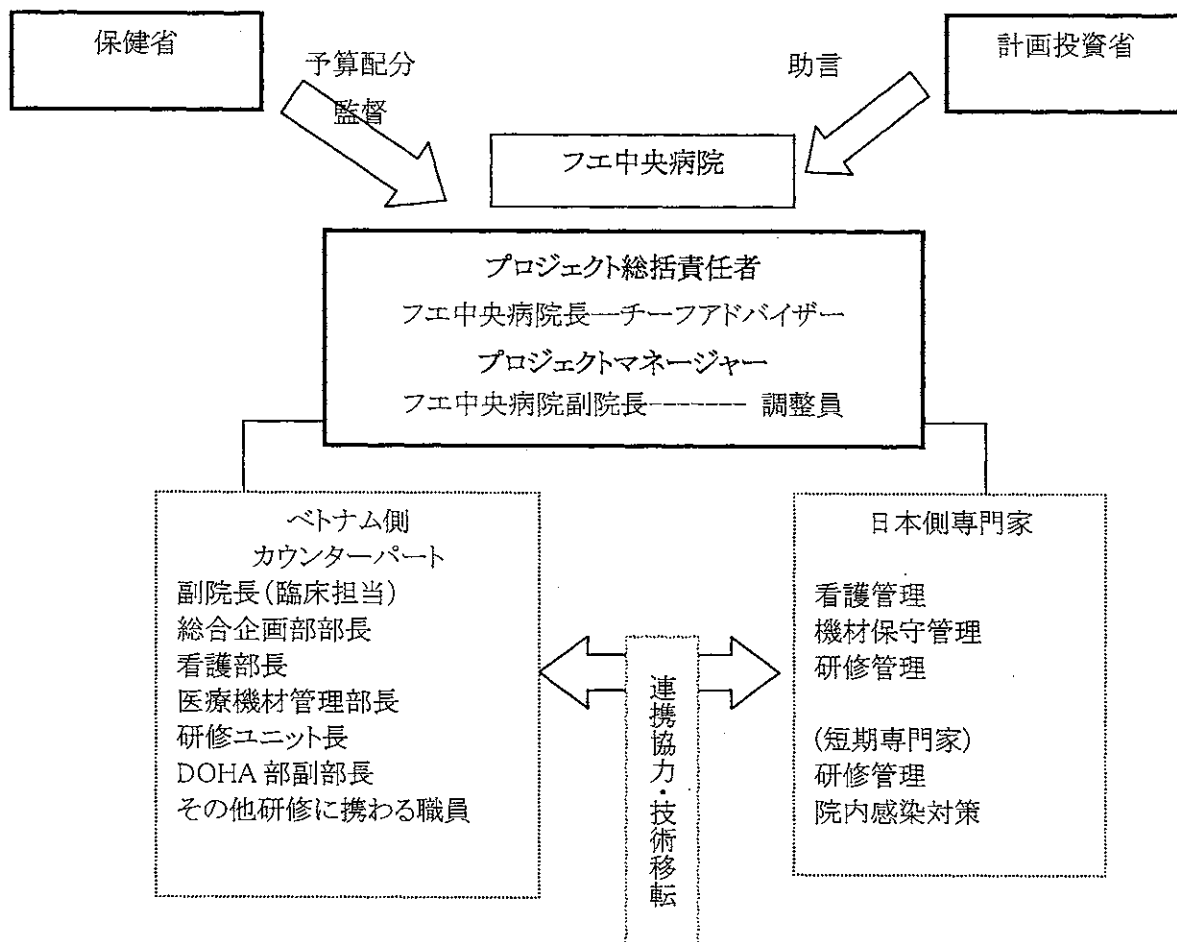 保健省
計画投資省
予算配分
監督
助言
フエ中央病院
プロジェクト総括責任者
フエ中央病院長―チーフアドバイザー
プロジェクトマネージャー
フエ中央病院副院長------- 調整員
ベトナム側
カウンターパート
副院長(臨床担当)
総合企画部部長
看護部長
医療機材管理部長
研修ユニット長
DOHA 部副部長
その他研修に携わる職員
連携協力・技術移転
日本側専門家
看護管理
機材保守管理
研修管理
(短期専門家)
研修管理
院内感染対策